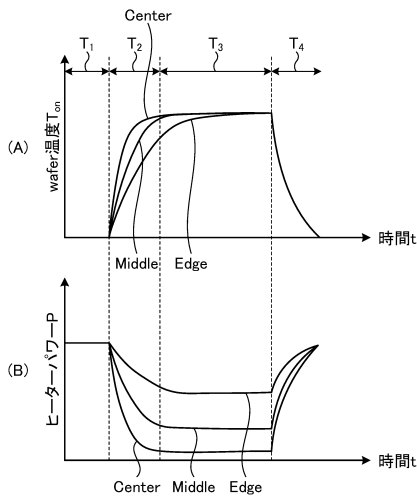 T₁ T₂ T₃ T₄
Center
(A)
wafer温度Ton
Middle Edge
時間t
(B)
ヒーターパワーP
Center Middle Edge
時間t